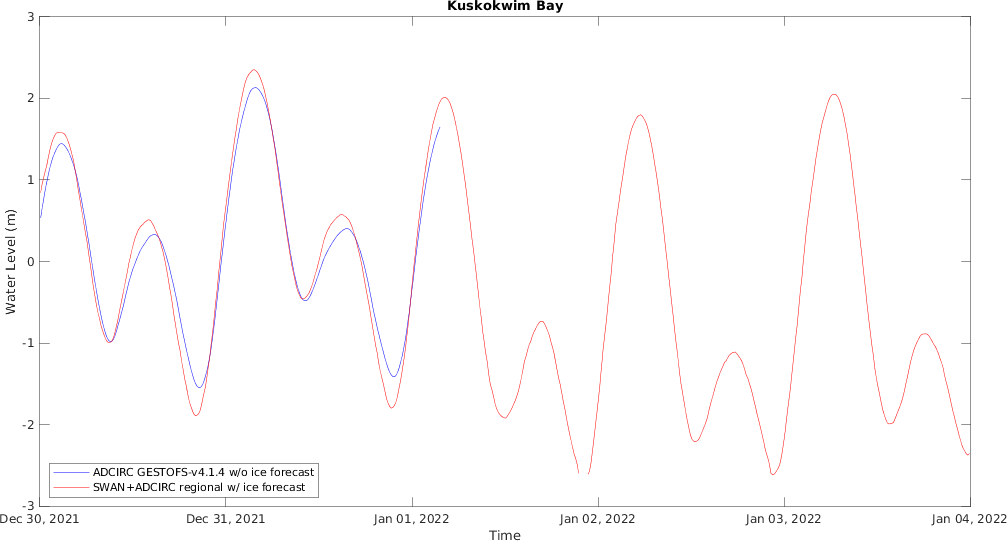 Kuskokwim Bay
3
2
1
0
-1
-2
-3
Water Level (m)
ADCIRC GESTOFS-v4.1.4 w/o ice forecast
SWAN+ADCIRC regional w/ ice forecast
Dec 30, 2021
Dec 31, 2021
Jan 01, 2022
Jan 02, 2022
Jan 03, 2022
Jan 04, 2022
Time